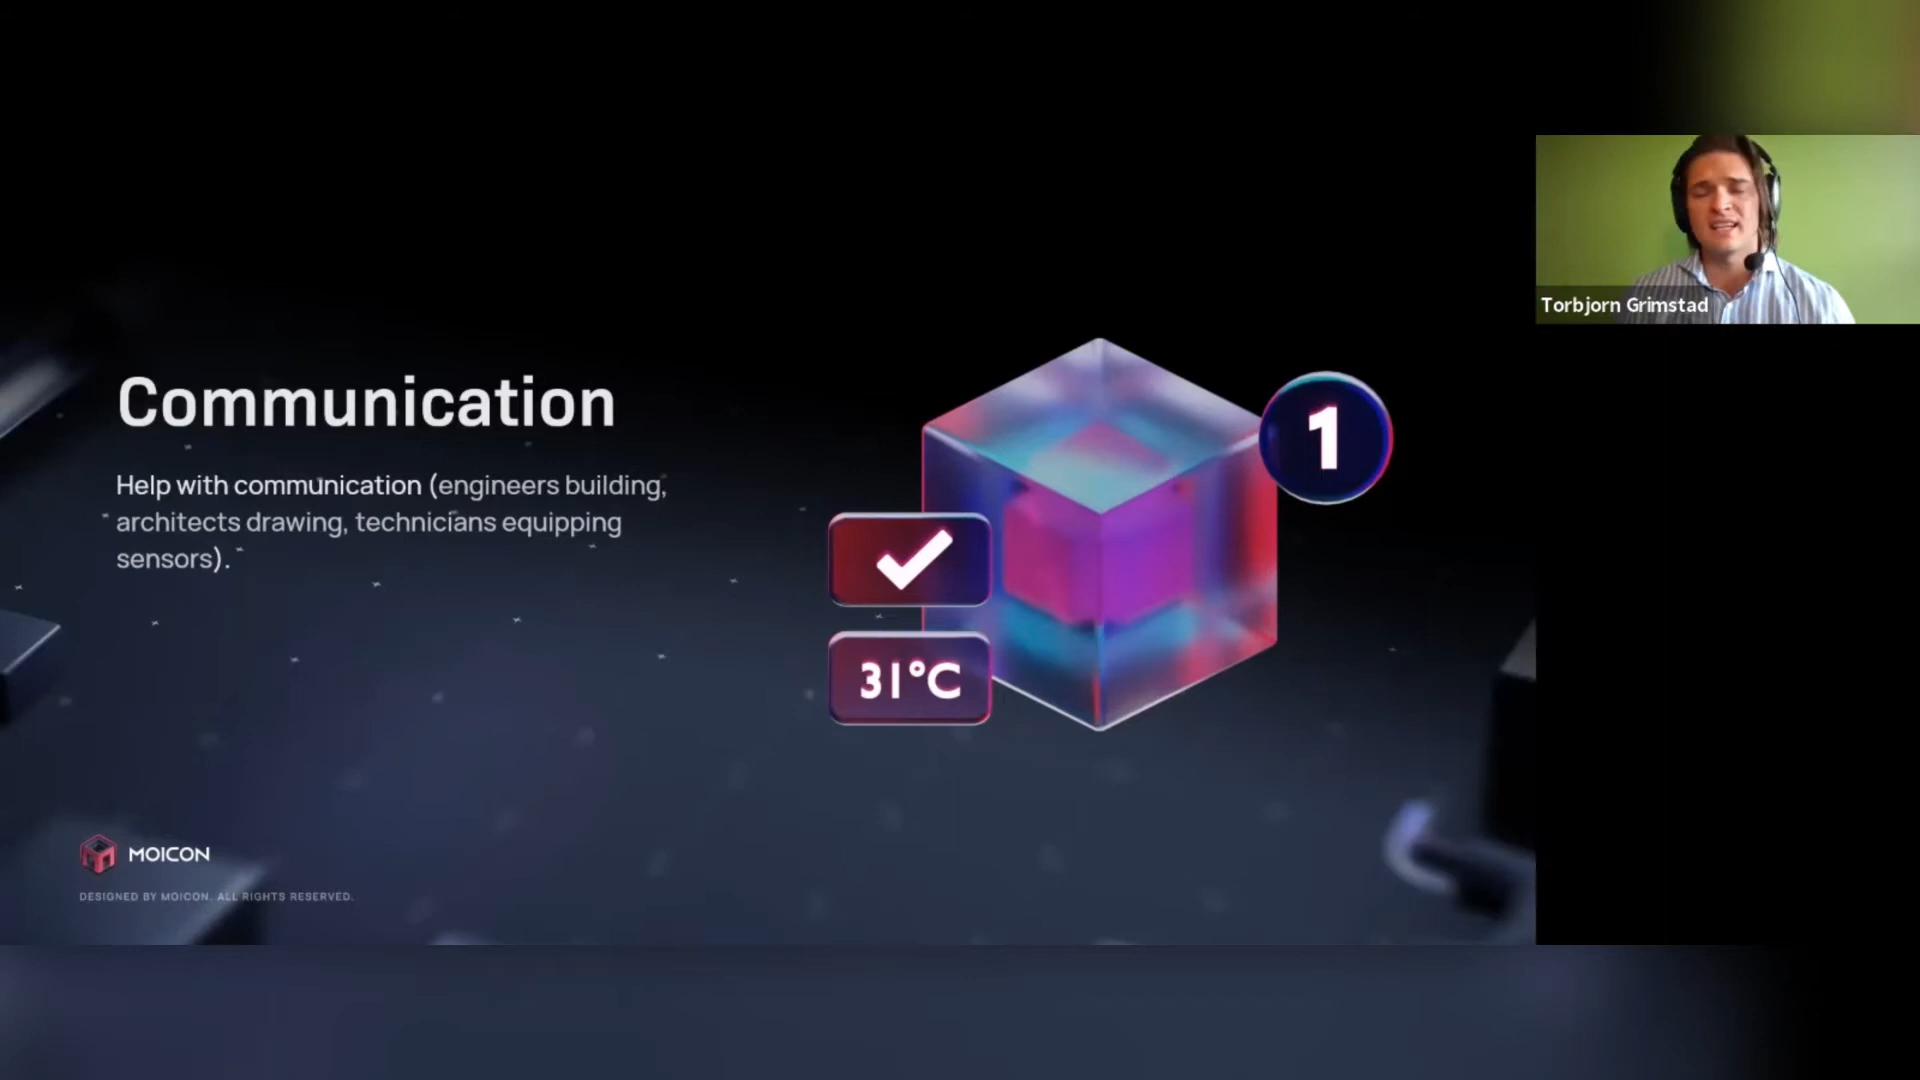 Torbjorn Grimstad
Communication
Help with communication (engineers building,
architects drawing, technicians equipping
sensors).
1
31°C
MOICON
DESIGNED BY MOICON. ALL RIGHTS RESERVED.